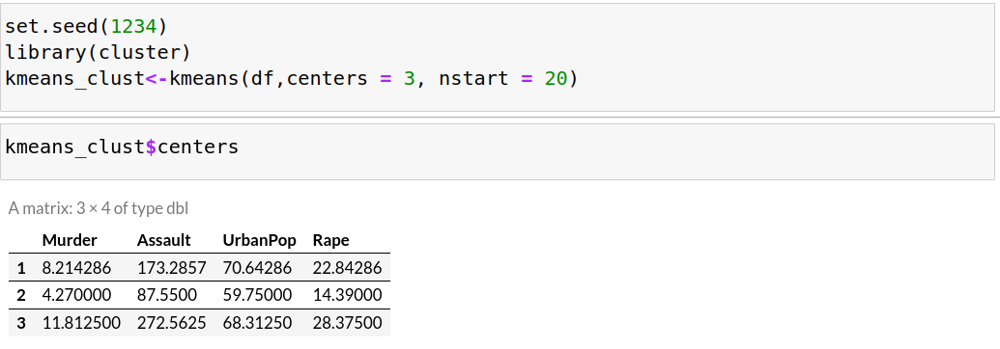 set.seed(1234)
library(cluster)
kmeans_clust<-kmeans(df,centers = 3, nstart = 20)
kmeans_clust$centers
A matrix: 3 × 4 of type dbl
Murder Assault UrbanPop Rape
1 8.214286 173.2857 70.64286 22.84286
2 4.270000 87.5500 59.75000 14.39000
3 11.812500 272.5625 68.31250 28.37500